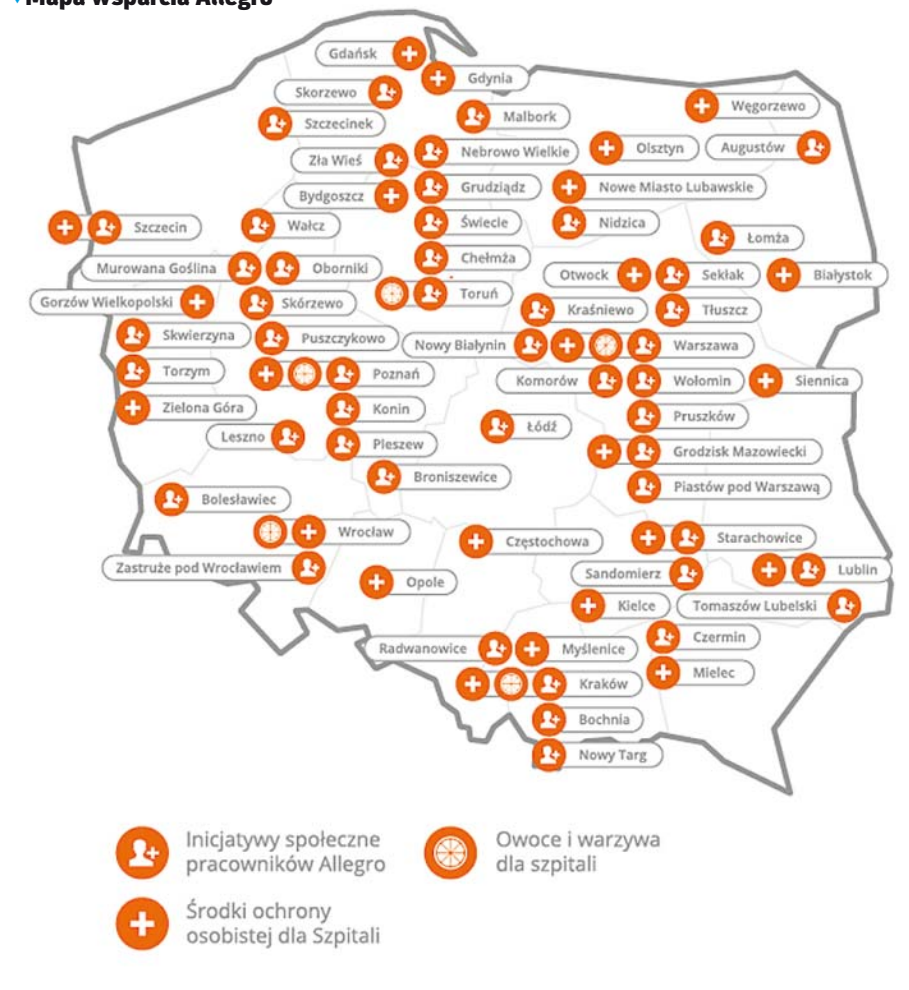 Mapa wsparcia Allegro
Gdańsk
Gdynia
Skorzewo
Węgorzewo
Szczecinek
Malbork
Zła Wieś
Nebrowo Wielkie
Olsztyn
Augustów
Bydgoszcz
Grudziądz
Nowe Miasto Lubawskie
Szczecin
Wałcz
Świecie
Nidzica
Łomża
Murowana Goślina
Oborniki
Chełmża
Otwock
Sekłak
Białystok
Gorzów Wielkopolski
Skórzewo
Toruń
Kraśniewo
Tłuszcz
Skwierzyna
Puszczykowo
Nowy Białynin
Warszawa
Torzym
Poznań
Komorów
Wołomin
Siennica
Zielona Góra
Konin
Pruszków
Leszno
Pleszew
Łódź
Grodzisk Mazowiecki
Broniszewice
Piastów pod Warszawą
Bolesławiec
Wrocław
Częstochowa
Starachowice
Zastruże pod Wrocławiem
Opole
Sandomierz
Lublin
Kielce
Tomaszów Lubelski
Radwanowice
Myślenice
Czermin
Kraków
Mielec
Bochnia
Nowy Targ
Inicjatywy społeczne
pracowników Allegro
Owoce i warzywa
dla szpitali
Środki ochrony
osobistej dla Szpitali